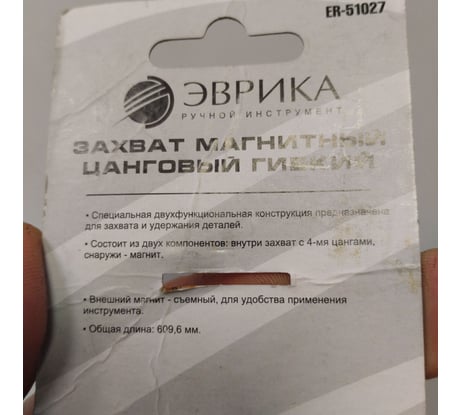 ER-51027
ЭВРИКА
РУЧНОЙ ИНСТРУМЕНТ
ЗАХВАТ МАГНИТНЫЙ
ЦАНГОВЫЙ ГИБКИЙ
• Специальная двухфункциональная конструкция предназначена
для захвата и удержания деталей.
• Состоит из двух компонентов: внутри захват с 4-мя цангами,
снаружи - магнит.
• Внешний магнит - съемный, для удобства применения
инструмента.
• Общая длина: 609,6 мм.